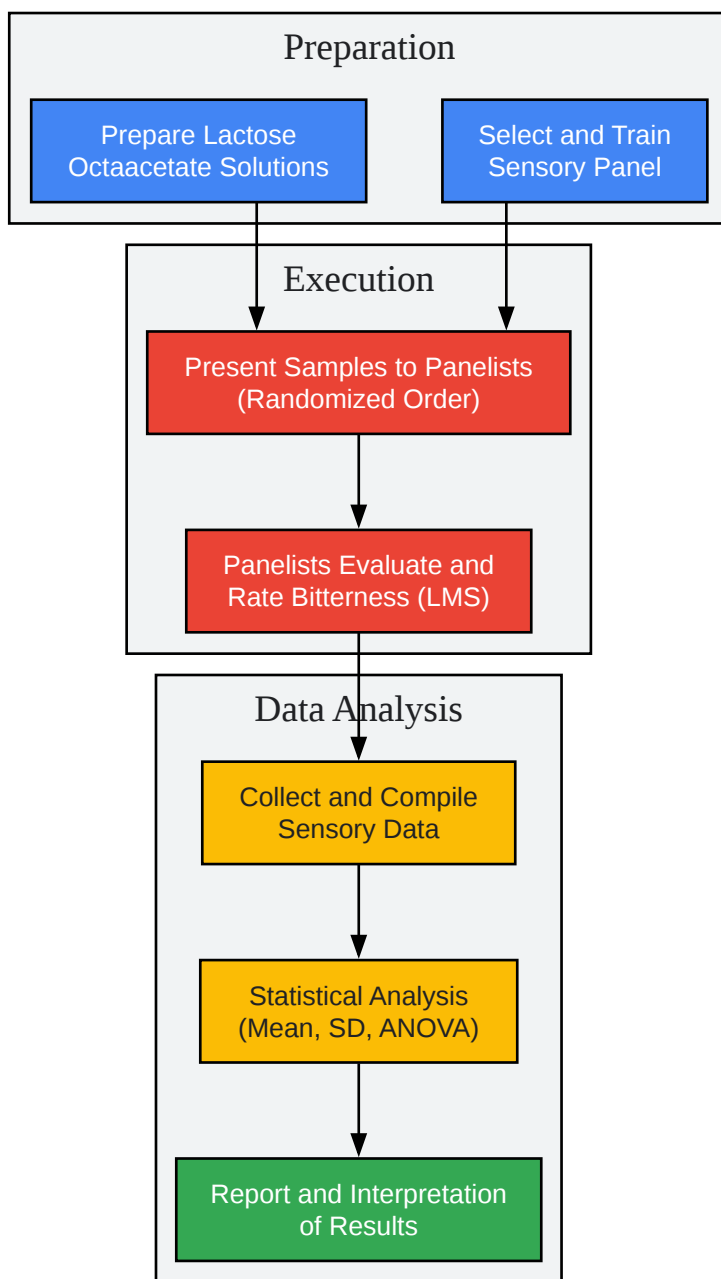 Preparation
Prepare Lactose
Octaacetate Solutions
Select and Train
Sensory Panel
Execution
Present Samples to Panelists
(Randomized Order)
Panelists Evaluate and
Rate Bitterness (LMS)
Data Analysis
Collect and Compile
Sensory Data
Statistical Analysis
(Mean, SD, ANOVA)
Report and Interpretation
of Results